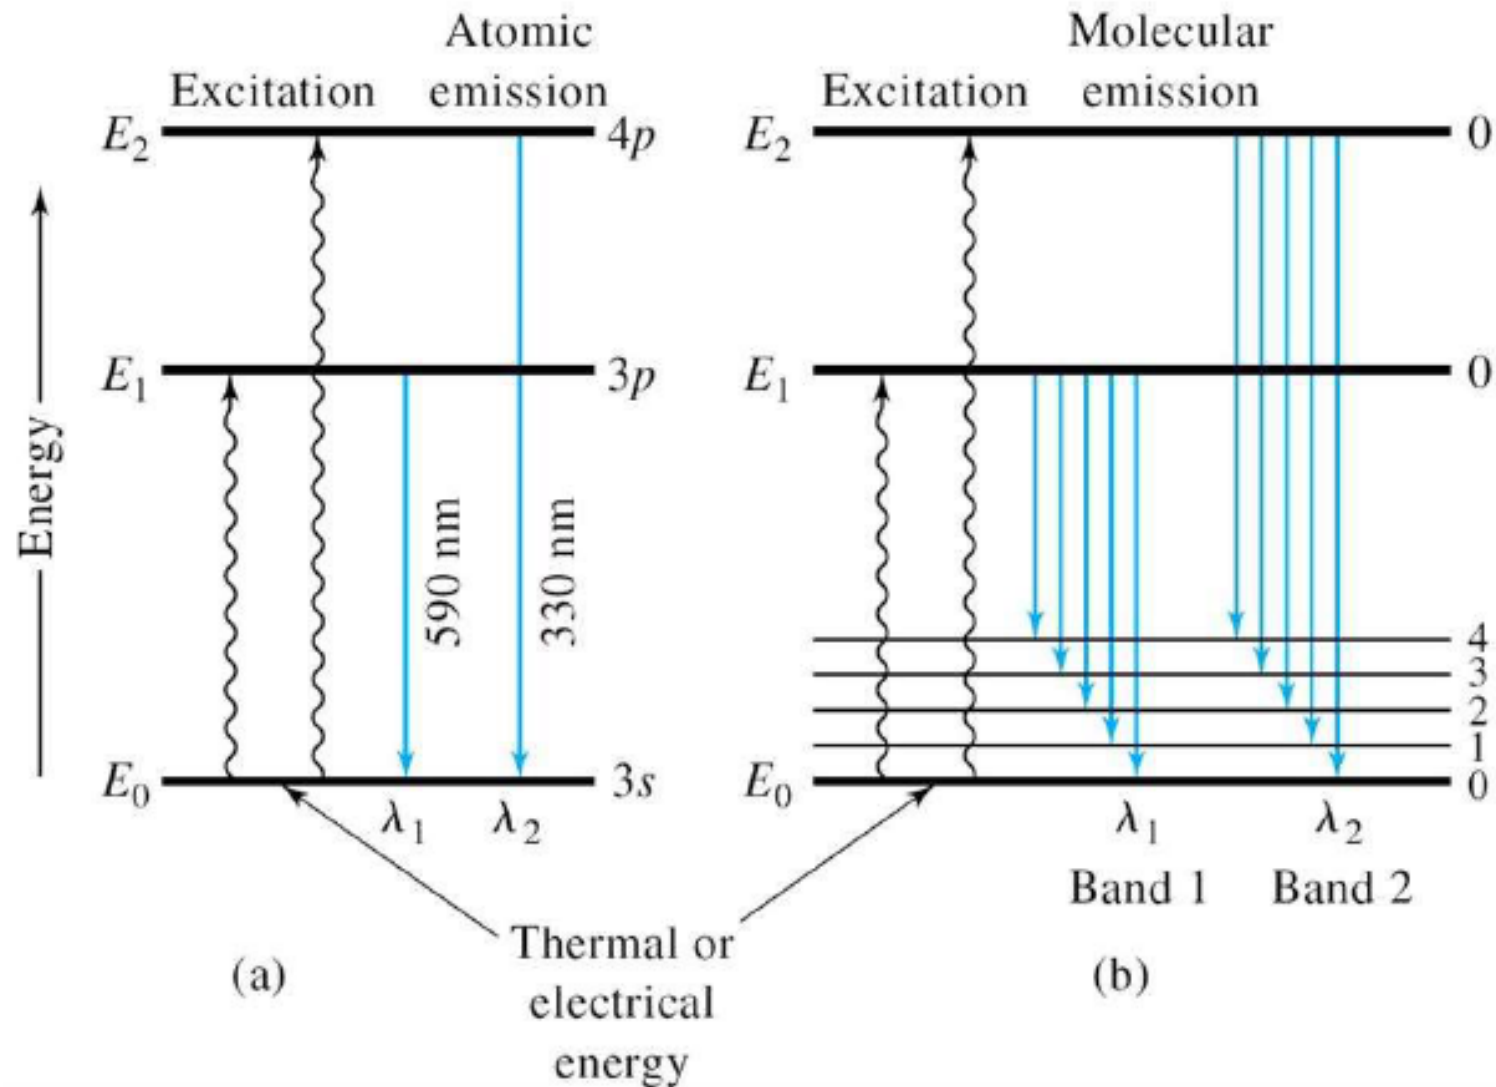 Atomic
Excitation emission
E2 4p
E1 3p
590 nm
330 nm
Energy
E0 3s
λ1 λ2
(a)
Molecular
Excitation emission
E2 0
E1 0
4
3
2
1
E0 0
λ1 λ2
Band 1 Band 2
(b)
Thermal or
electrical
energy